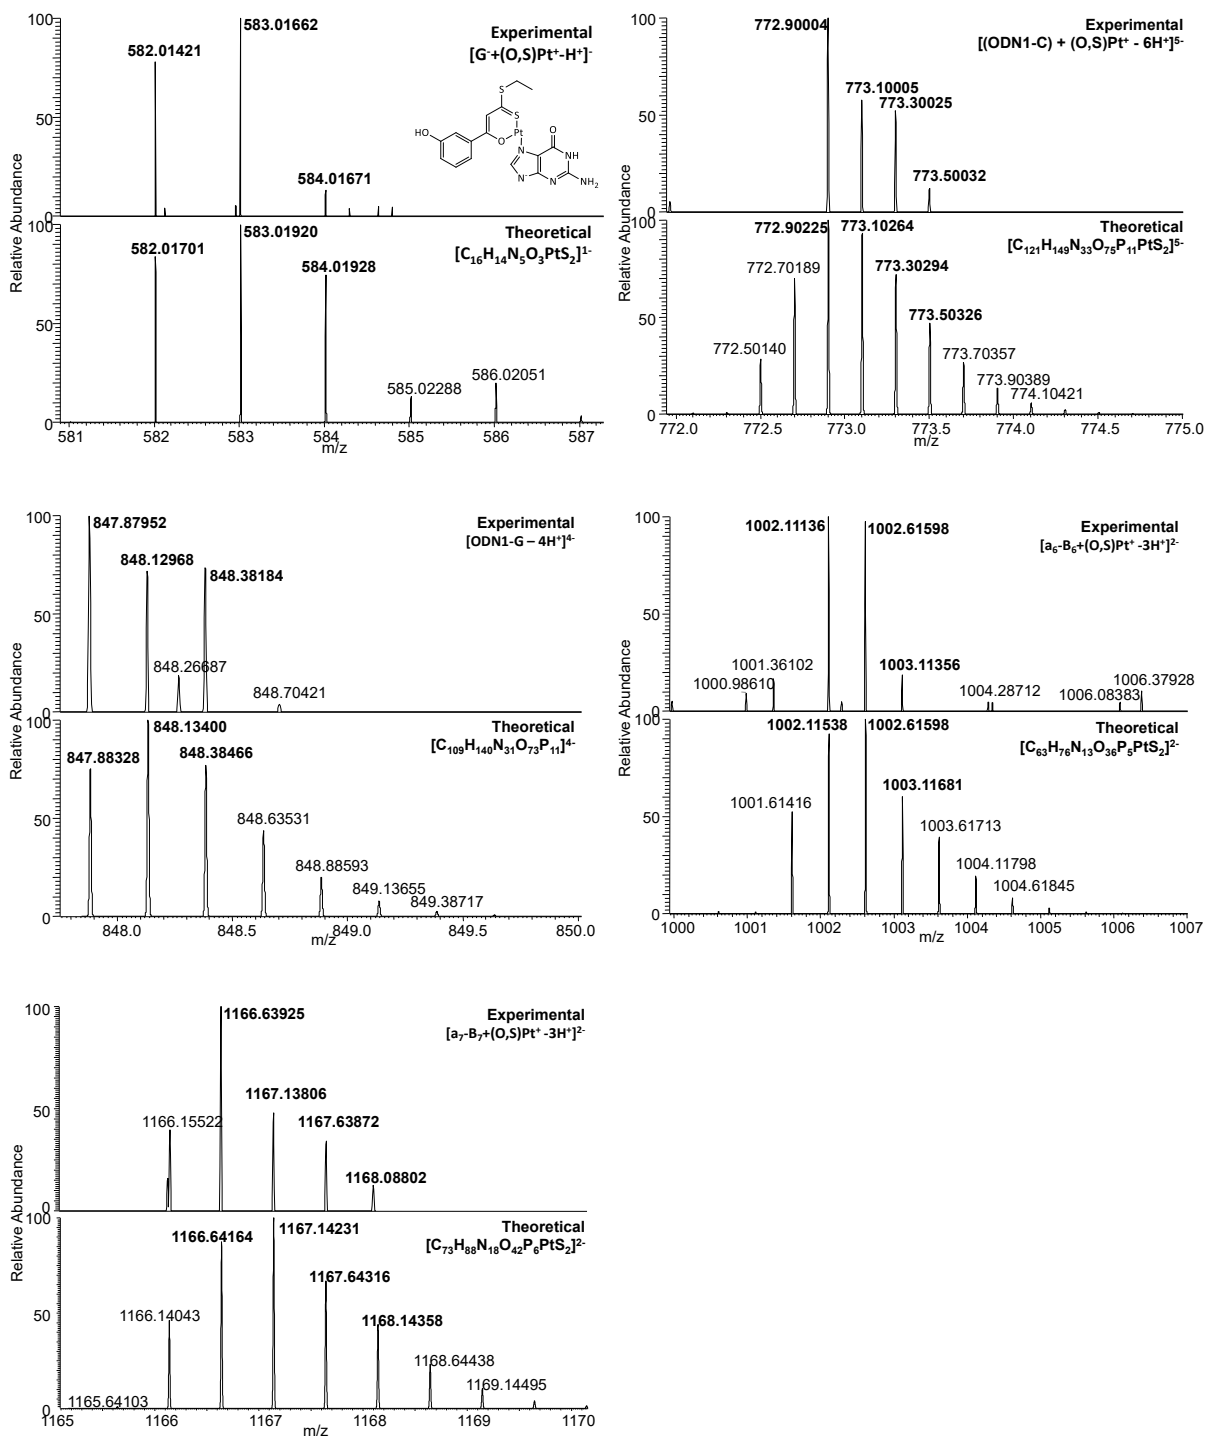 100
50
0
Relative Abundance
582.01421
583.01662
584.01671
Experimental
[G⁻+(O,S)Pt⁺-H⁺]⁻
S
S
Pt
O
HO
N
N
O
NH
N
NH₂
100
50
0
582.01701
583.01920
584.01928
585.02288
586.02051
Theoretical
[C₁₆H₁₄N₅O₃PtS₂]¹⁻
581 582 583 584 585 586 587
m/z
100
50
0
Relative Abundance
772.90004
773.10005
773.30025
773.50032
Experimental
[(ODN1-C) + (O,S)Pt⁺ - 6H⁺]⁵⁻
100
50
0
772.50140
772.70189
772.90225
773.10264
773.30294
773.50326
773.70357
773.90389
774.10421
Theoretical
[C₁₂₁H₁₄₉N₃₃O₇₅P₁₁PtS₂]⁵⁻
772.0 772.5 773.0 773.5 774.0 774.5 775.0
m/z
100
50
0
Relative Abundance
847.87952
848.12968
848.38184
848.26687
848.70421
Experimental
[ODN1-G – 4H⁺]⁴⁻
100
50
0
847.88328
848.13400
848.38466
848.63531
848.88593
849.13655
849.38717
Theoretical
[C₁₀₉H₁₄₀N₃₁O₇₃P₁₁]⁴⁻
848.0 848.5 849.0 849.5 850.0
m/z
100
50
0
Relative Abundance
1000.98610
1001.36102
1002.11136
1002.61598
1003.11356
1004.28712
1006.08383
1006.37928
Experimental
[a₆-B₆+(O,S)Pt⁺ -3H⁺]²⁻
100
50
0
1001.61416
1002.11538
1002.61598
1003.11681
1003.61713
1004.11798
1004.61845
Theoretical
[C₆₃H₇₆N₁₃O₃₆P₅PtS₂]²⁻
1000 1001 1002 1003 1004 1005 1006 1007
m/z
100
50
0
Relative Abundance
1166.15522
1166.63925
1167.13806
1167.63872
1168.08802
Experimental
[a₇-B₇+(O,S)Pt⁺ -3H⁺]²⁻
100
50
0
1165.64103
1166.14043
1166.64164
1167.14231
1167.64316
1168.14358
1168.64438
1169.14495
Theoretical
[C₇₃H₈₈N₁₈O₄₂P₆PtS₂]²⁻
1165 1166 1167 1168 1169 1170
m/z